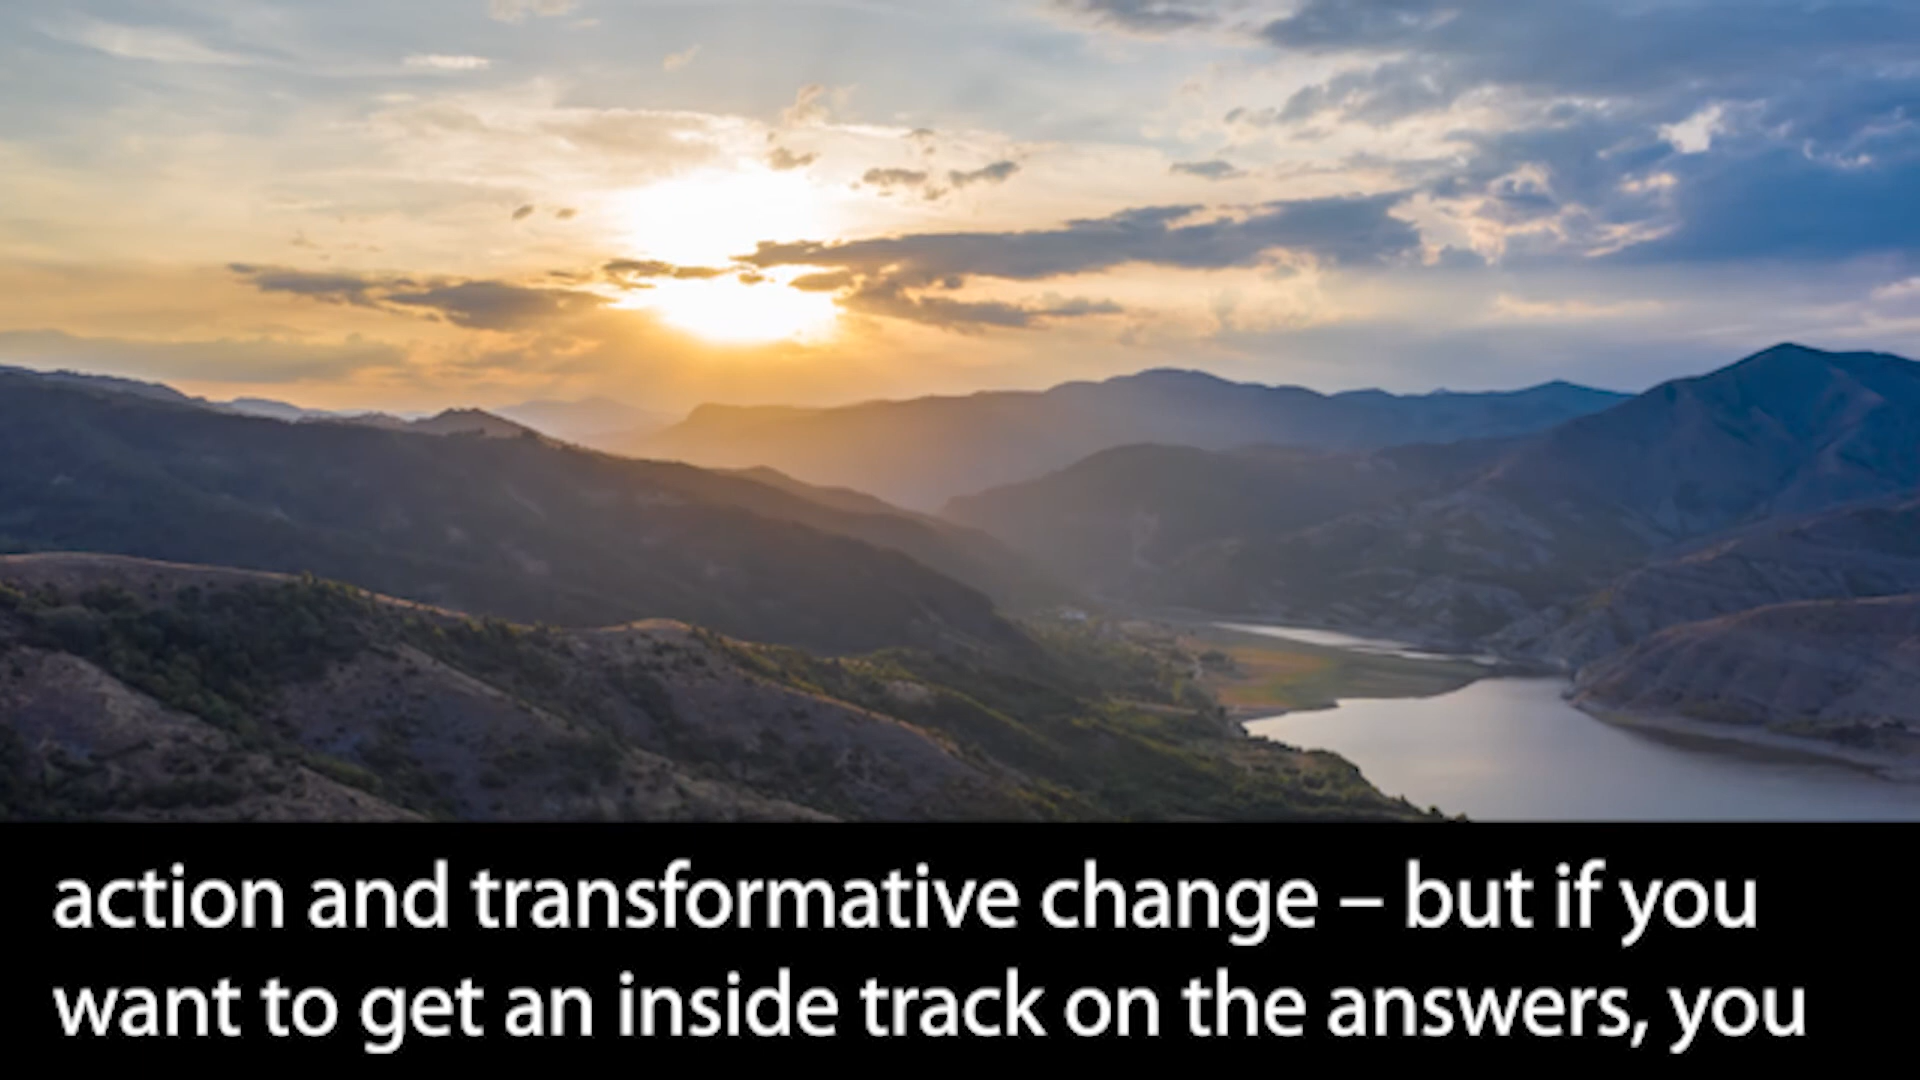 action and transformative change – but if you
want to get an inside track on the answers, you